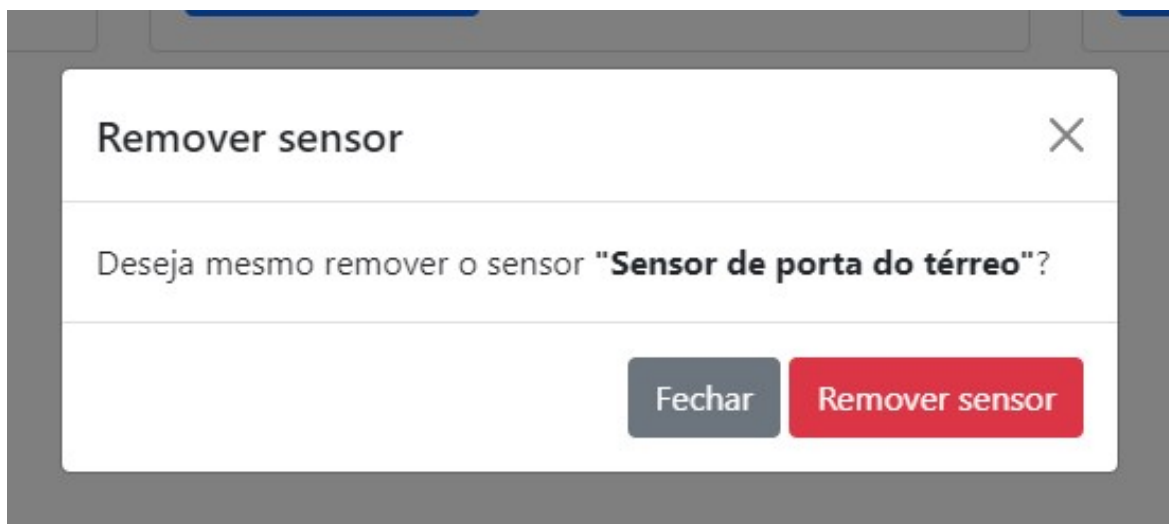 Remover sensor
Deseja mesmo remover o sensor "Sensor de porta do térreo"?
Fechar
Remover sensor